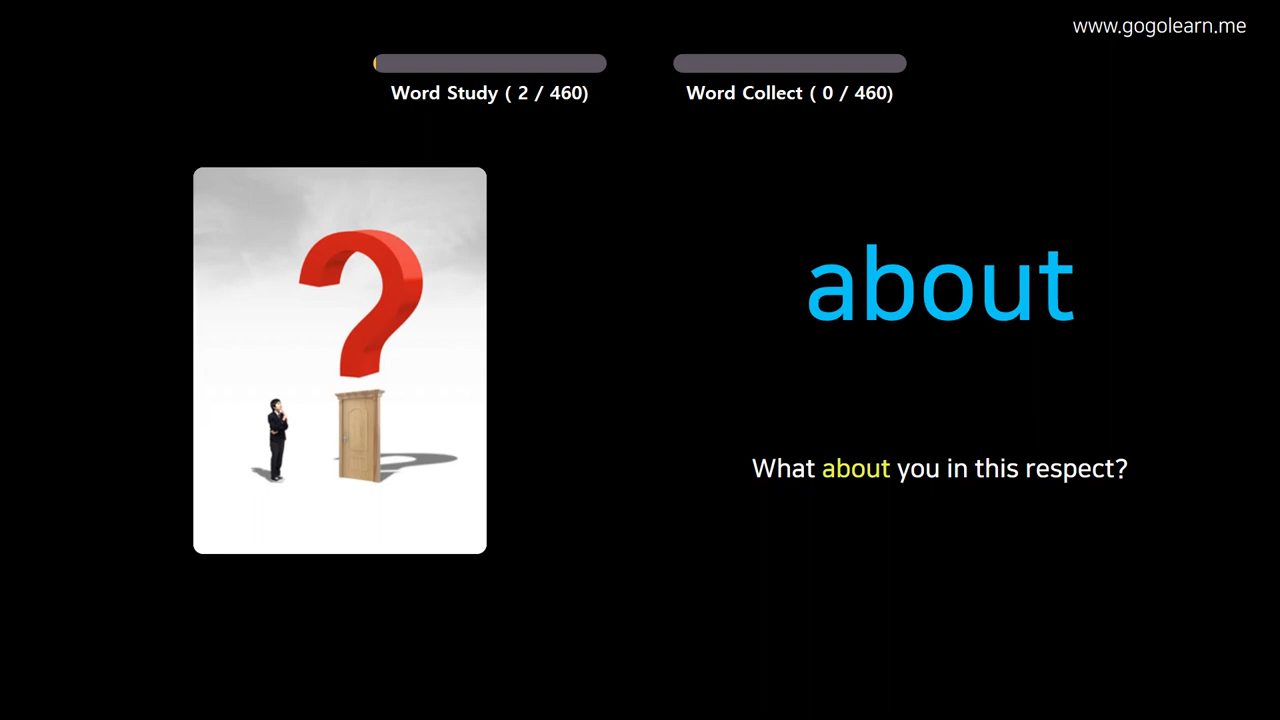 www.gogolearn.me
Word Study ( 2 / 460)
Word Collect ( 0 / 460)
about
What about you in this respect?